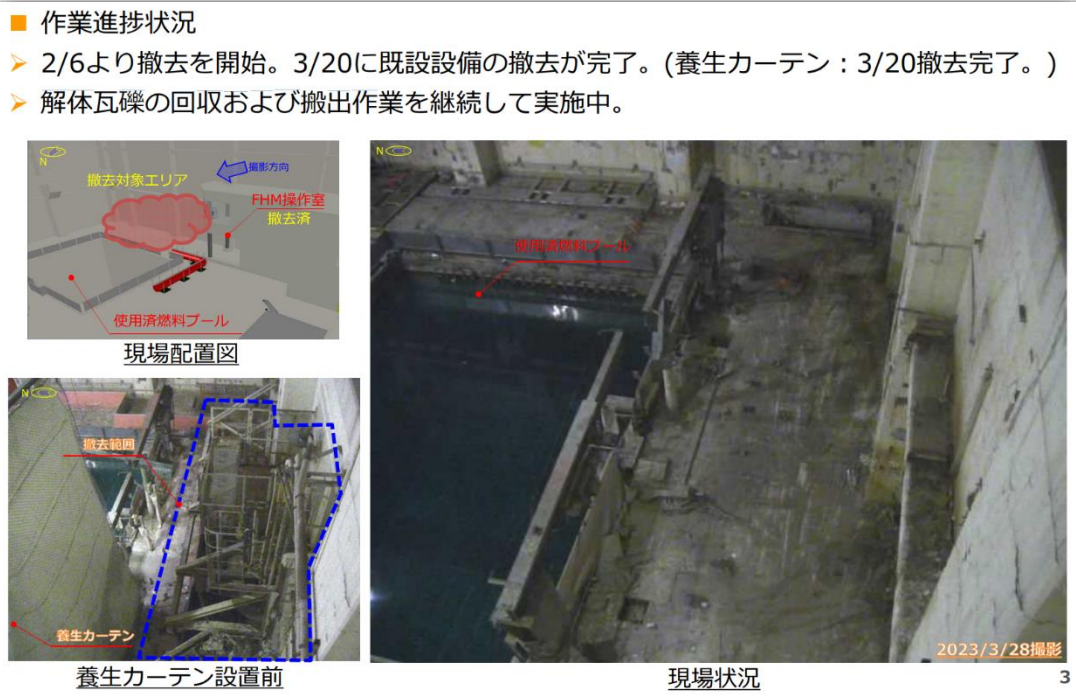 ■ 作業進捗状況
➢ 2/6より撤去を開始。3/20に既設設備の撤去が完了。(養生カーテン：3/20撤去完了。)
➢ 解体瓦礫の回収および搬出作業を継続して実施中。
N
撮影方向
撤去対象エリア
FHM操作室
撤去済
使用済燃料プール
現場配置図
N
撤去範囲
養生カーテン
養生カーテン設置前
N
使用済燃料プール
2023/3/28撮影
現場状況
3